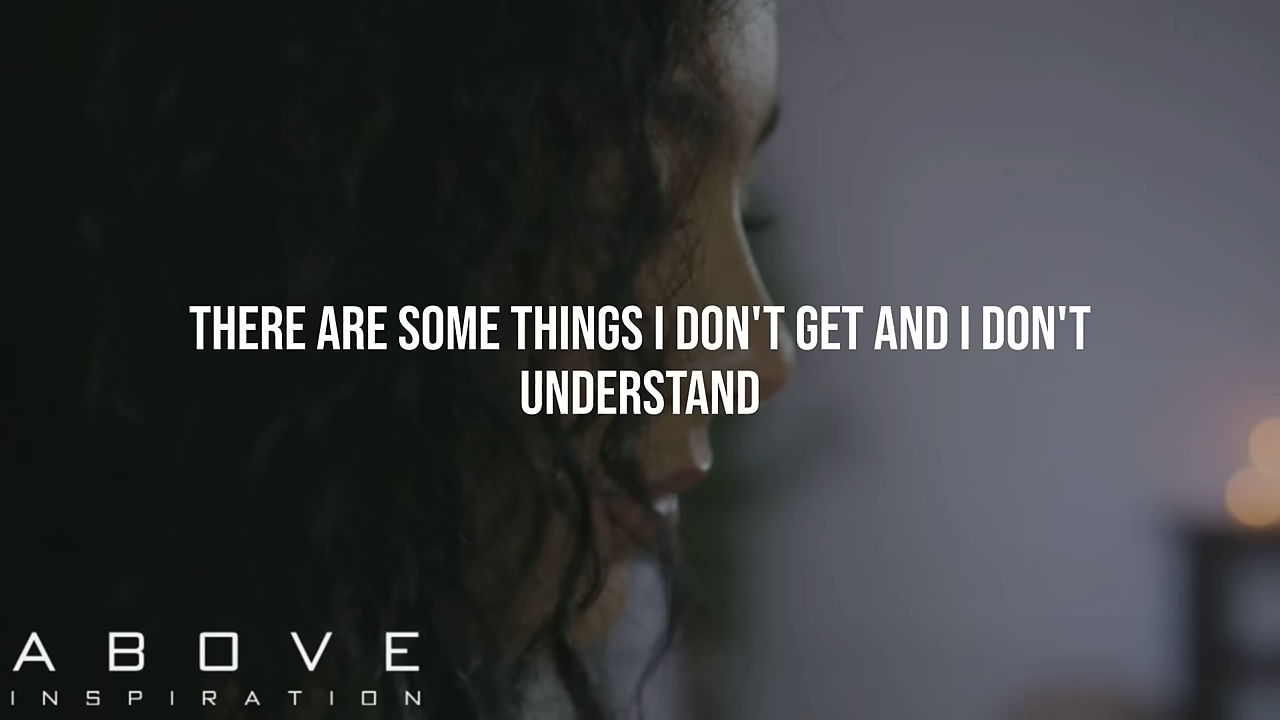 THERE ARE SOME THINGS I DON'T GET AND I DON'T
UNDERSTAND
ABOVE
INSPIRATION